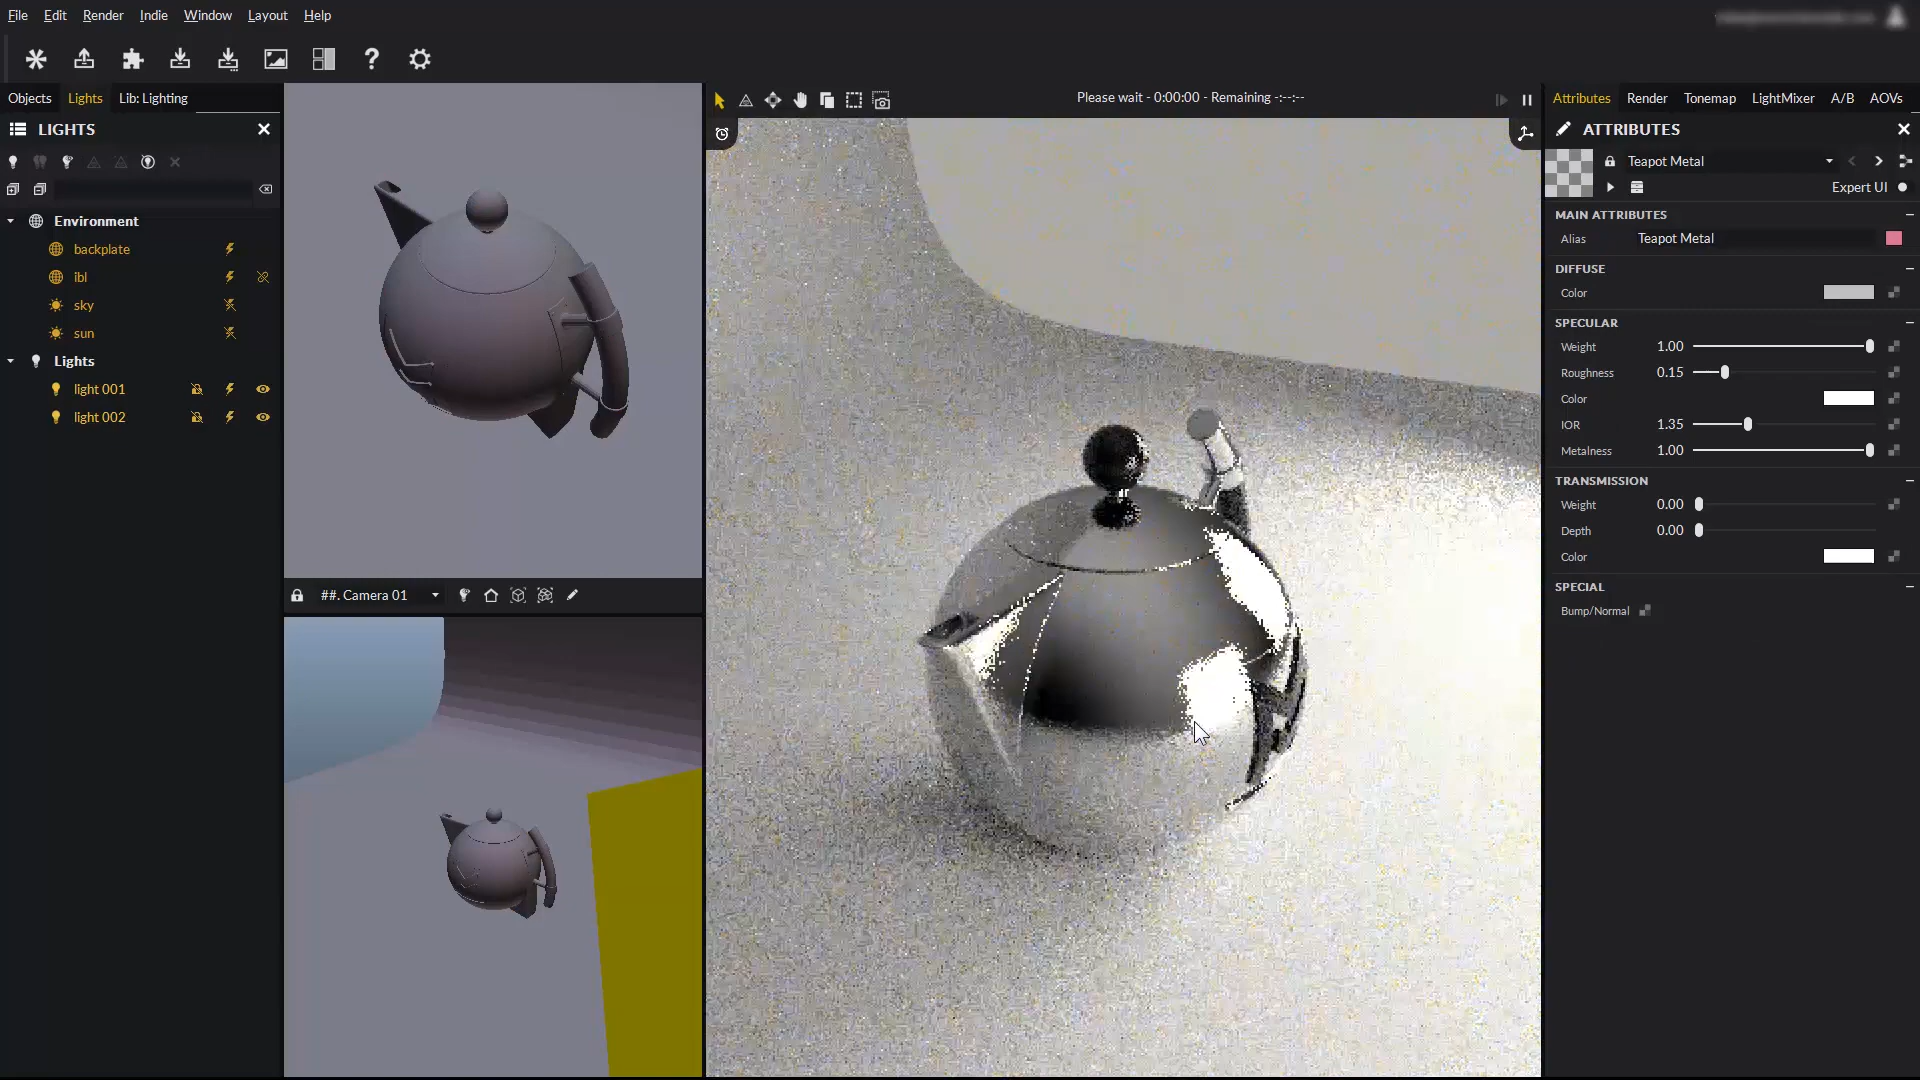 File Edit Render Indie Window Layout Help
Objects Lights Lib: Lighting
LIGHTS
Environment
backplate
ibl
sky
sun
Lights
light 001
light 002
##. Camera 01
Please wait - 0:00:00 - Remaining -:--:--
Attributes Render Tonemap LightMixer A/B AOVs
ATTRIBUTES
Teapot Metal
Expert UI
MAIN ATTRIBUTES
Alias Teapot Metal
DIFFUSE
Color
SPECULAR
Weight 1.00
Roughness 0.15
Color
IOR 1.35
Metalness 1.00
TRANSMISSION
Weight 0.00
Depth 0.00
Color
SPECIAL
Bump/Normal